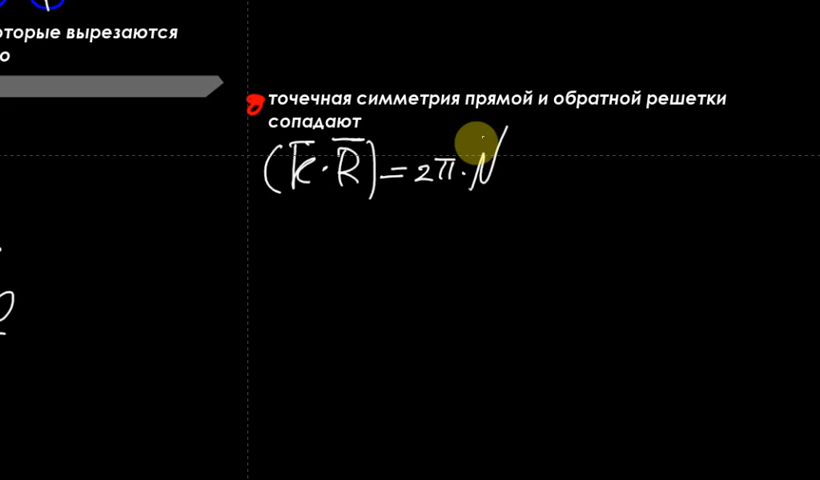 оторые вырезаются
о
точечная симметрия прямой и обратной решетки
сопадают
(k̅·R̅)=2π·N